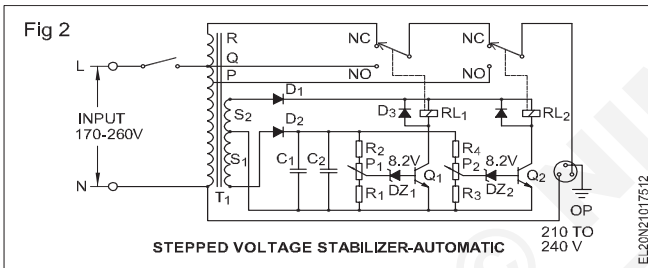 Fig 2
R
Q
P
NC
NC
NO
NO
L
INPUT
170-260V
N
S2
S1
T1
D1
D2
D3
RL1
RL2
C1
C2
R2
P1
R1
8.2V
DZ1
Q1
R4
P2
R3
8.2V
DZ2
Q2
OP
210 TO
240 V
STEPPED VOLTAGE STABILIZER-AUTOMATIC
EL20N21017512
© NI